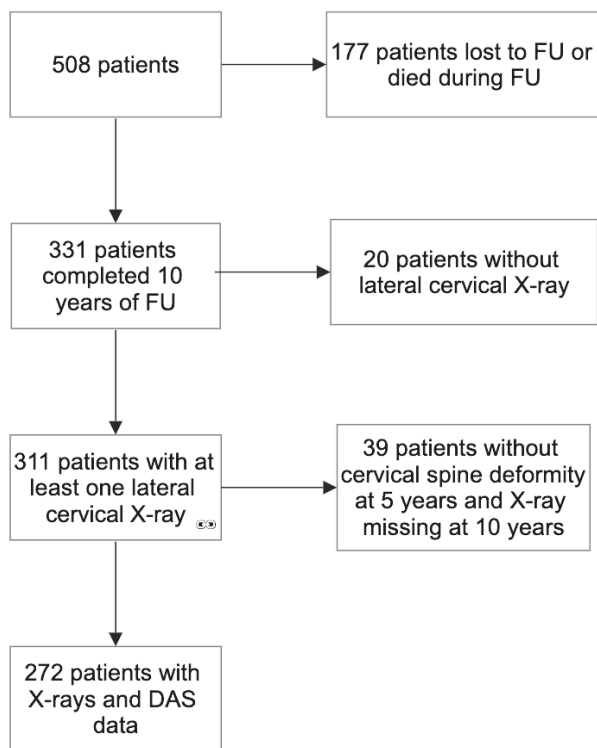 508 patients
177 patients lost to FU or
died during FU
331 patients
completed 10
years of FU
20 patients without
lateral cervical X-ray
311 patients with at
least one lateral
cervical X-ray
39 patients without
cervical spine deformity
at 5 years and X-ray
missing at 10 years
272 patients with
X-rays and DAS
data